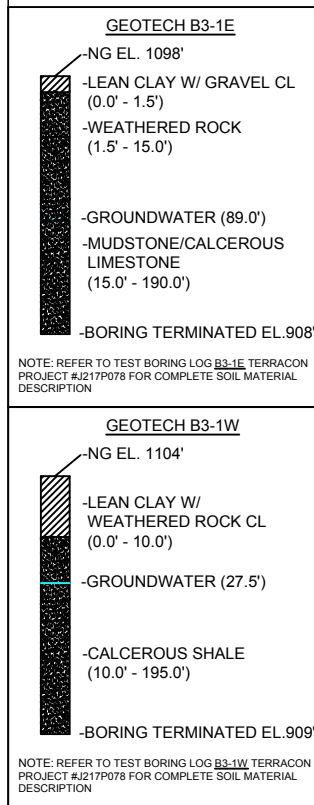 GEOTECH B3-1E
-NG EL. 1098'
-LEAN CLAY W/ GRAVEL CL
(0.0' - 1.5')
-WEATHERED ROCK
(1.5' - 15.0')
-GROUNDWATER (89.0')
-MUDSTONE/CALCEROUS
LIMESTONE
(15.0' - 190.0')
-BORING TERMINATED EL.908'
NOTE: REFER TO TEST BORING LOG B3-1E TERRACON
PROJECT #J217P078 FOR COMPLETE SOIL MATERIAL
DESCRIPTION
GEOTECH B3-1W
-NG EL. 1104'
-LEAN CLAY W/
WEATHERED ROCK CL
(0.0' - 10.0')
-GROUNDWATER (27.5')
-CALCEROUS SHALE
(10.0' - 195.0')
-BORING TERMINATED EL.909'
NOTE: REFER TO TEST BORING LOG B3-1W TERRACON
PROJECT #J217P078 FOR COMPLETE SOIL MATERIAL
DESCRIPTION